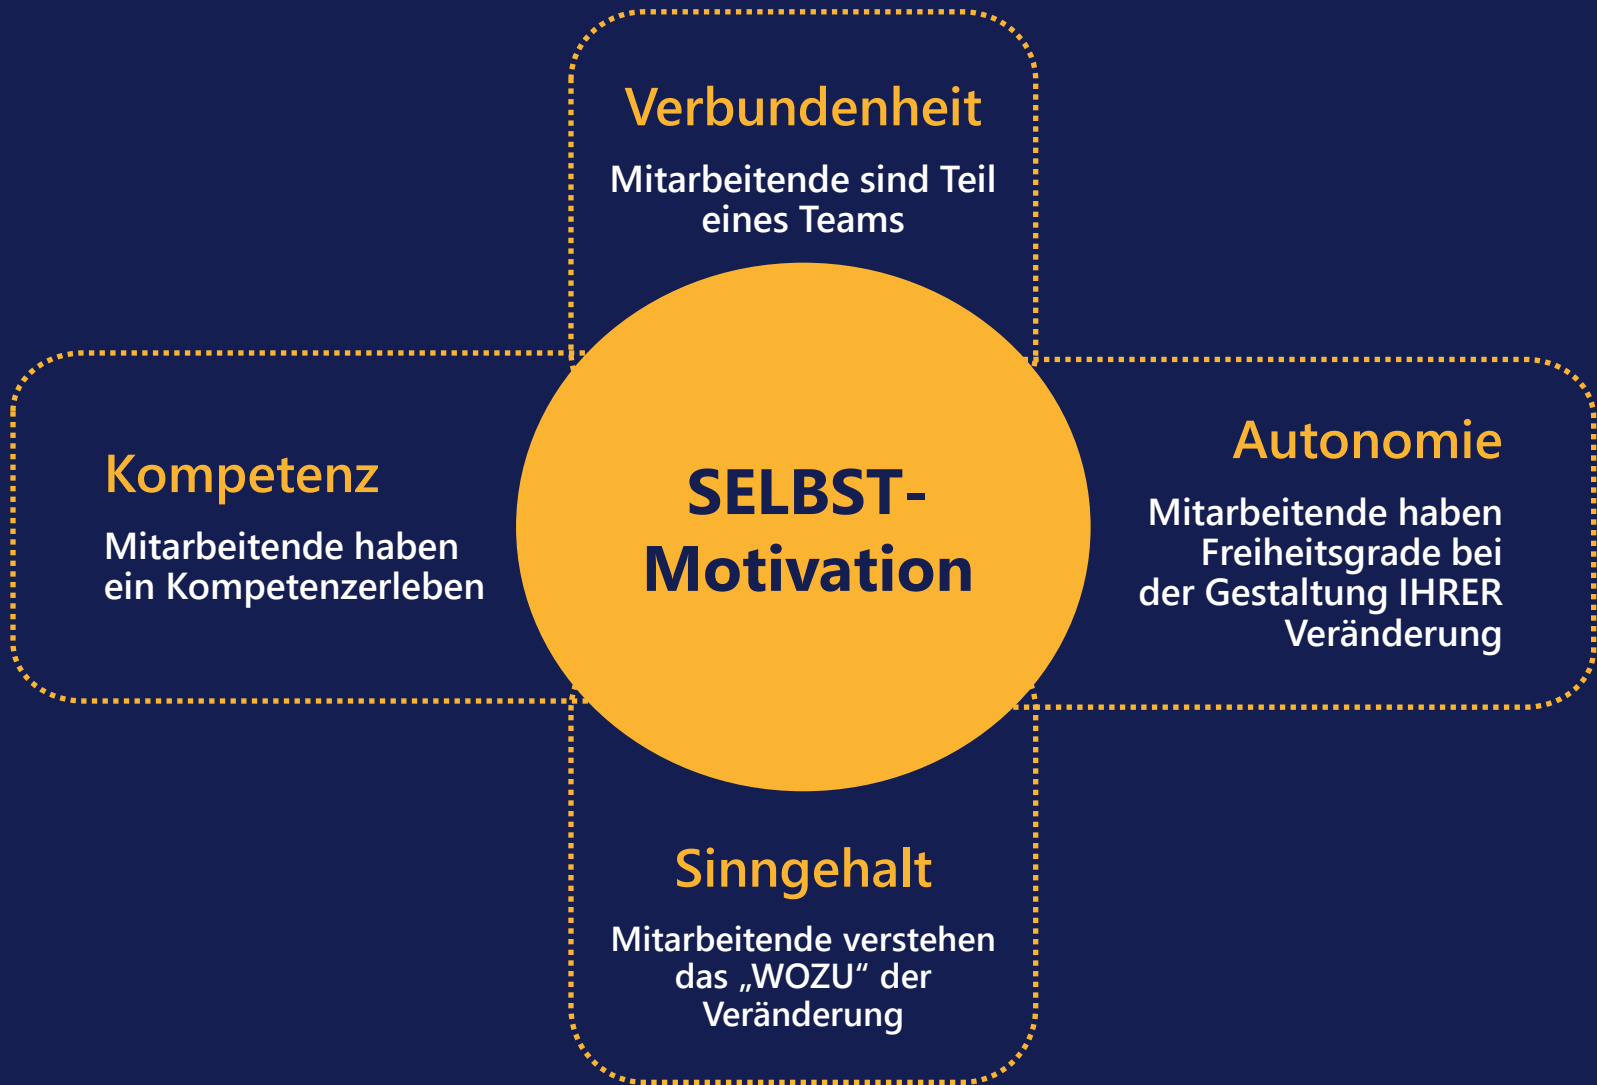 Verbundenheit
Mitarbeitende sind Teil
eines Teams
Kompetenz
Mitarbeitende haben
ein Kompetenzerleben
SELBST-
Motivation
Autonomie
Mitarbeitende haben
Freiheitsgrade bei
der Gestaltung IHRER
Veränderung
Sinngehalt
Mitarbeitende verstehen
das „WOZU“ der
Veränderung